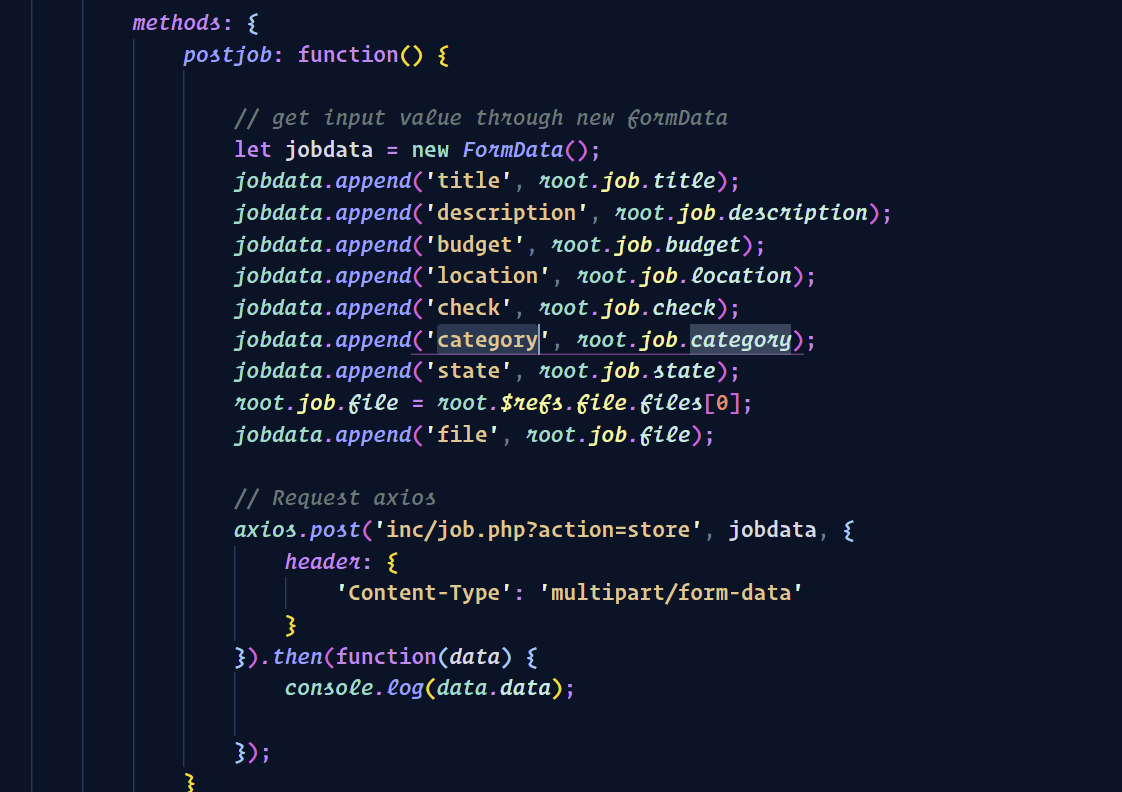 methods: {
postjob: function() {
// get input value through new formData
let jobdata = new FormData();
jobdata.append('title', root.job.title);
jobdata.append('description', root.job.description);
jobdata.append('budget', root.job.budget);
jobdata.append('location', root.job.location);
jobdata.append('check', root.job.check);
jobdata.append('category', root.job.category);
jobdata.append('state', root.job.state);
root.job.file = root.$refs.file.files[0];
jobdata.append('file', root.job.file);
// Request axios
axios.post('inc/job.php?action=store', jobdata, {
header: {
'Content-Type': 'multipart/form-data'
}
}).then(function(data) {
console.log(data.data);
});
}